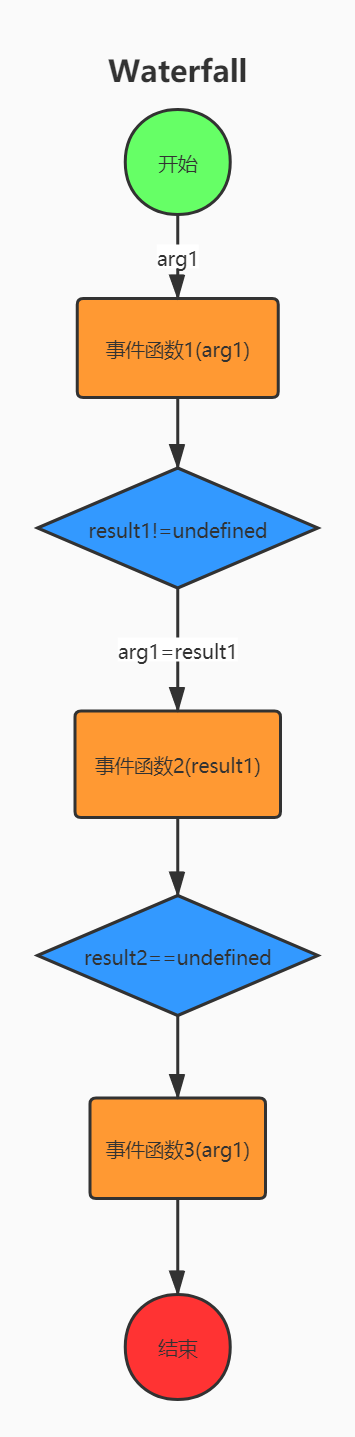 Waterfall
开始
arg1
事件函数1(arg1)
result1!=undefined
arg1=result1
事件函数2(result1)
result2==undefined
事件函数3(arg1)
结束